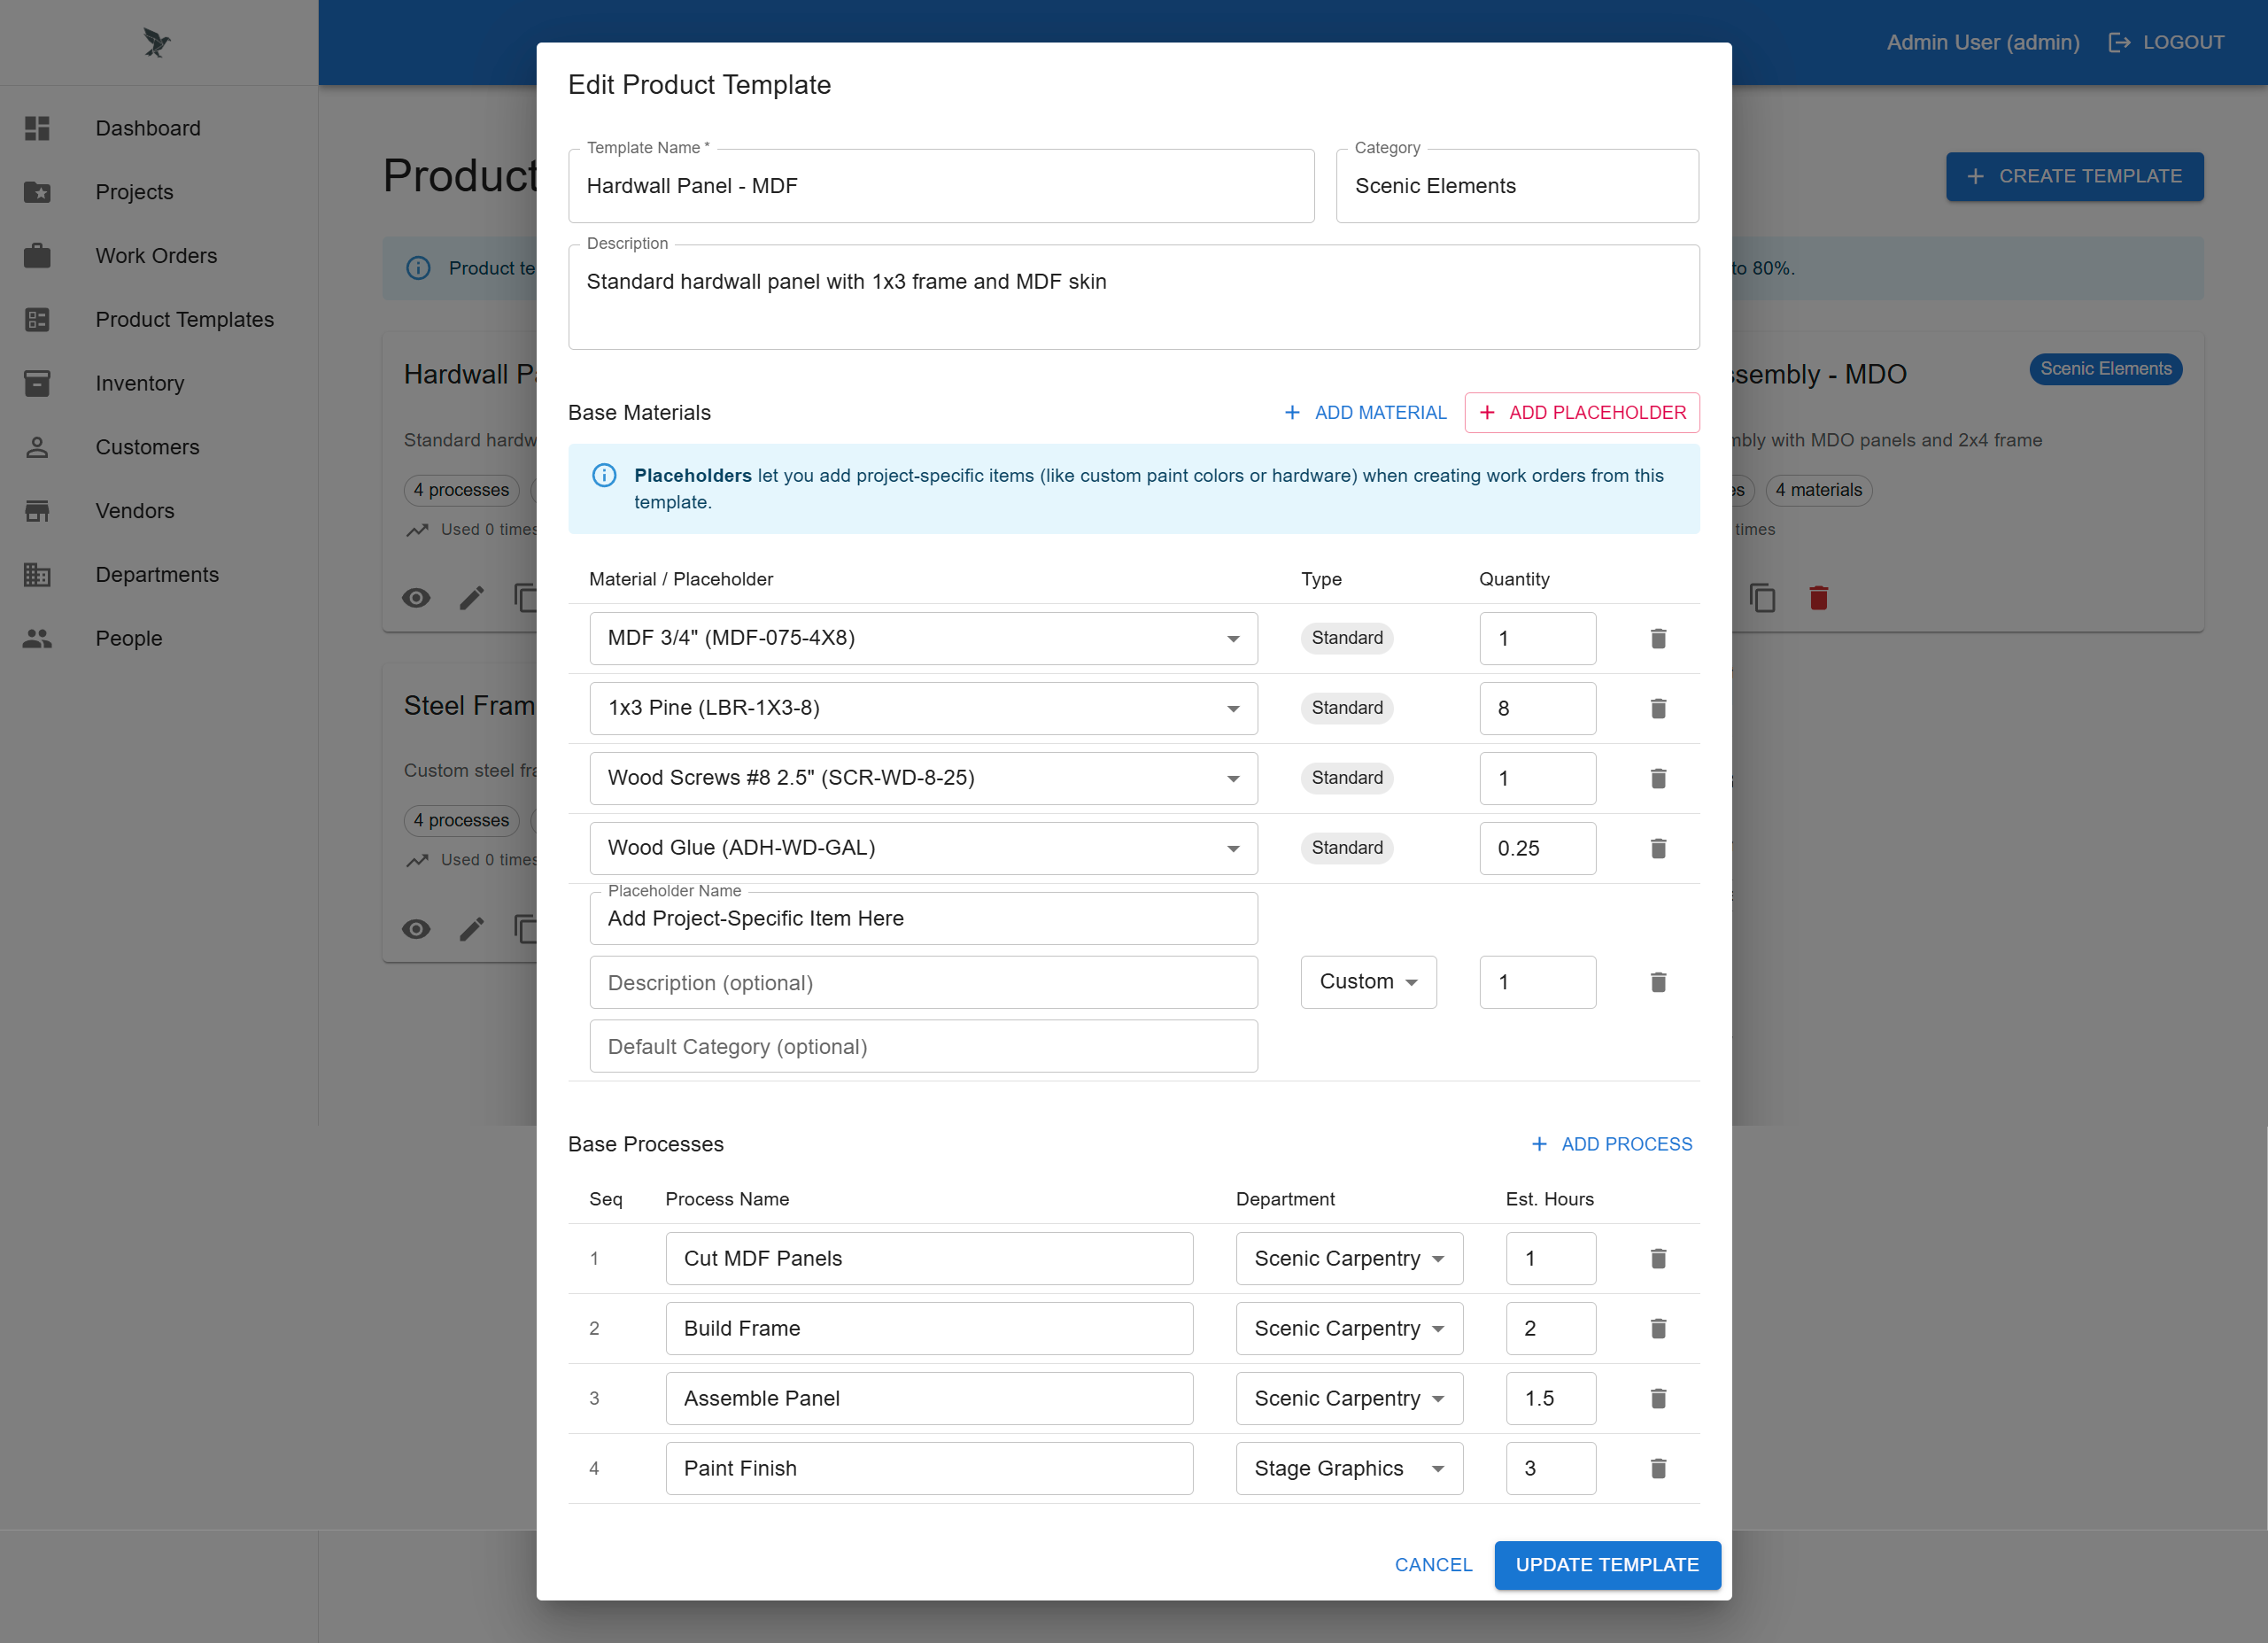 Admin User (admin)
LOGOUT
Dashboard
Projects
Work Orders
Product Templates
Inventory
Customers
Vendors
Departments
People
Product
CREATE TEMPLATE
Product te
to 80%.
Hardwall P
Standard hardw
4 processes
Used 0 times
sembly - MDO
Scenic Elements
mbly with MDO panels and 2x4 frame
es
4 materials
times
Steel Fram
Custom steel fra
4 processes
Used 0 times
Edit Product Template
Template Name *
Hardwall Panel - MDF
Category
Scenic Elements
Description
Standard hardwall panel with 1x3 frame and MDF skin
Base Materials
ADD MATERIAL
ADD PLACEHOLDER
Placeholders let you add project-specific items (like custom paint colors or hardware) when creating work orders from this
template.
Material / Placeholder Type Quantity
MDF 3/4" (MDF-075-4X8) Standard 1
1x3 Pine (LBR-1X3-8) Standard 8
Wood Screws #8 2.5" (SCR-WD-8-25) Standard 1
Wood Glue (ADH-WD-GAL) Standard 0.25
Placeholder Name
Add Project-Specific Item Here
Description (optional) Custom 1
Default Category (optional)
Base Processes
ADD PROCESS
Seq Process Name Department Est. Hours
1 Cut MDF Panels Scenic Carpentry 1
2 Build Frame Scenic Carpentry 2
3 Assemble Panel Scenic Carpentry 1.5
4 Paint Finish Stage Graphics 3
CANCEL
UPDATE TEMPLATE